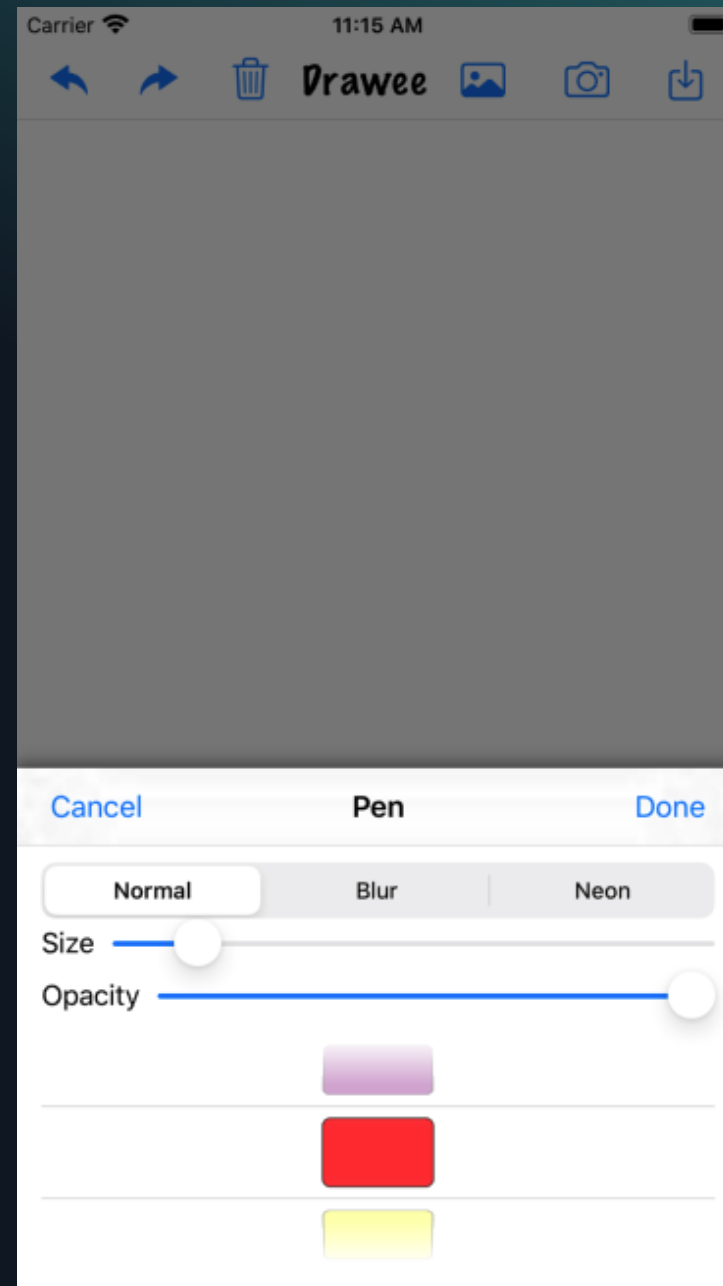 Carrier 11:15 AM
Drawee
Cancel Pen Done
Normal Blur Neon
Size
Opacity